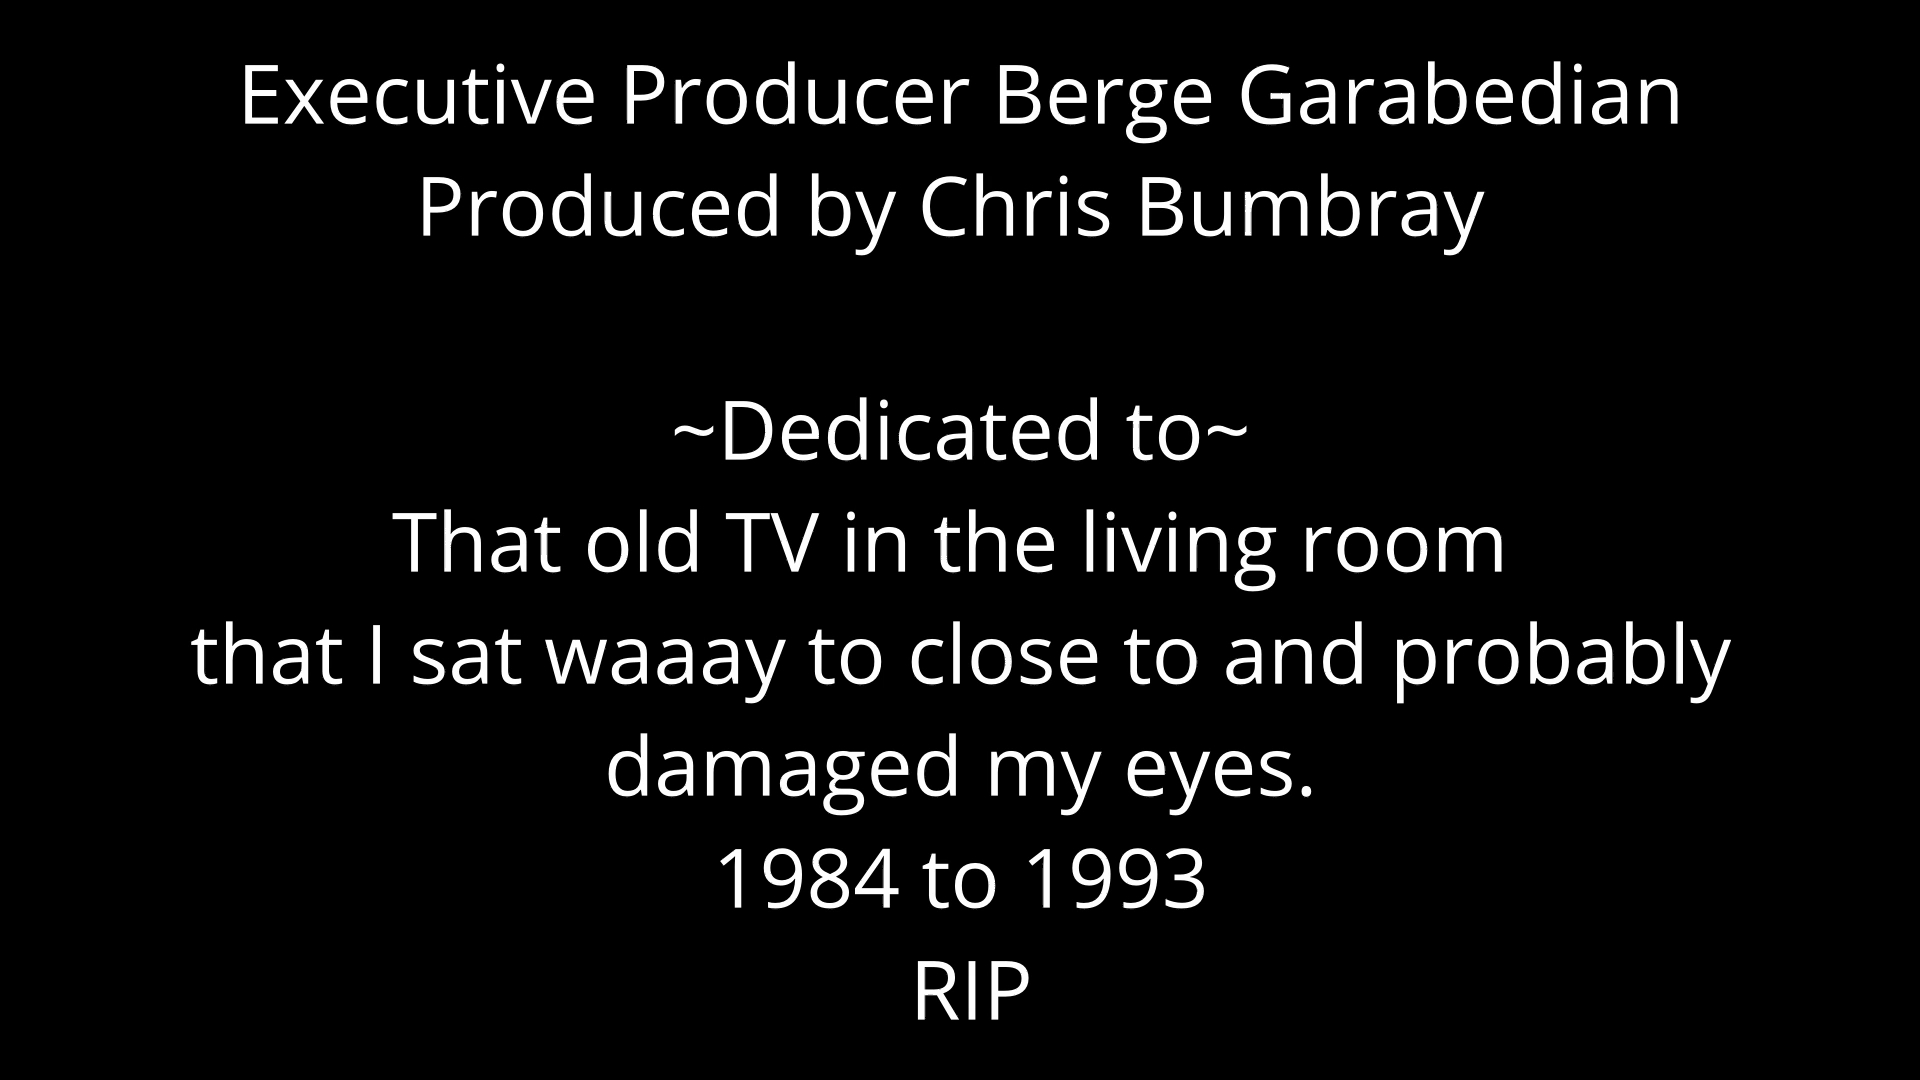 Executive Producer Berge Garabedian
Produced by Chris Bumbray
~Dedicated to~
That old TV in the living room
that I sat waaay to close to and probably
damaged my eyes.
1984 to 1993
RIP